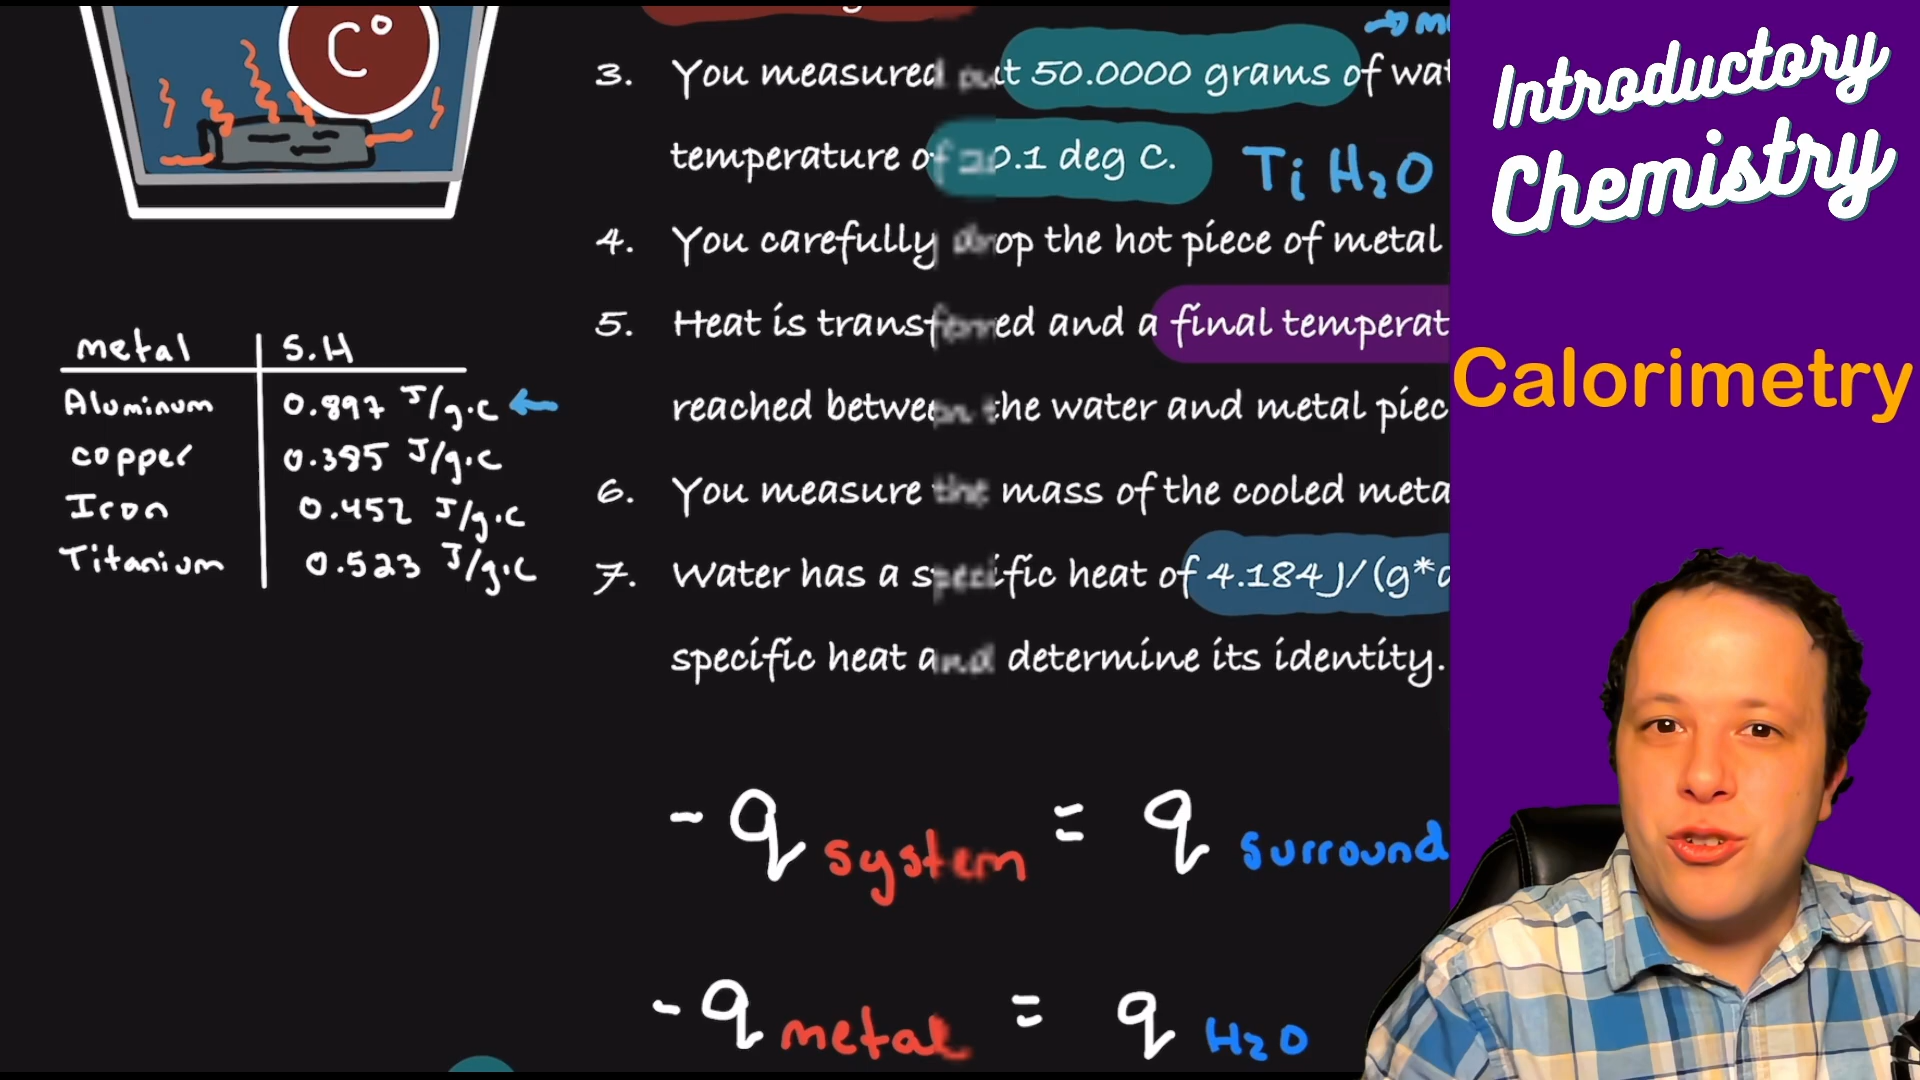 C°
→ m
3. You measured out 50.0000 grams of wat
temperature of 20.1 deg C. Ti H₂O
4. You carefully drop the hot piece of metal
5. Heat is transferred and a final temperat
reached between the water and metal piec
6. You measure the mass of the cooled meta
7. Water has a specific heat of 4.184J/(g*d
specific heat and determine its identity.
metal S.H
Aluminum 0.897 J/g.c ←
copper 0.385 J/g.c
Iron 0.452 J/g.c
Titanium 0.523 J/g.c
- q system = q surround
- q metal = q H₂O
Introductory
Chemistry
Calorimetry